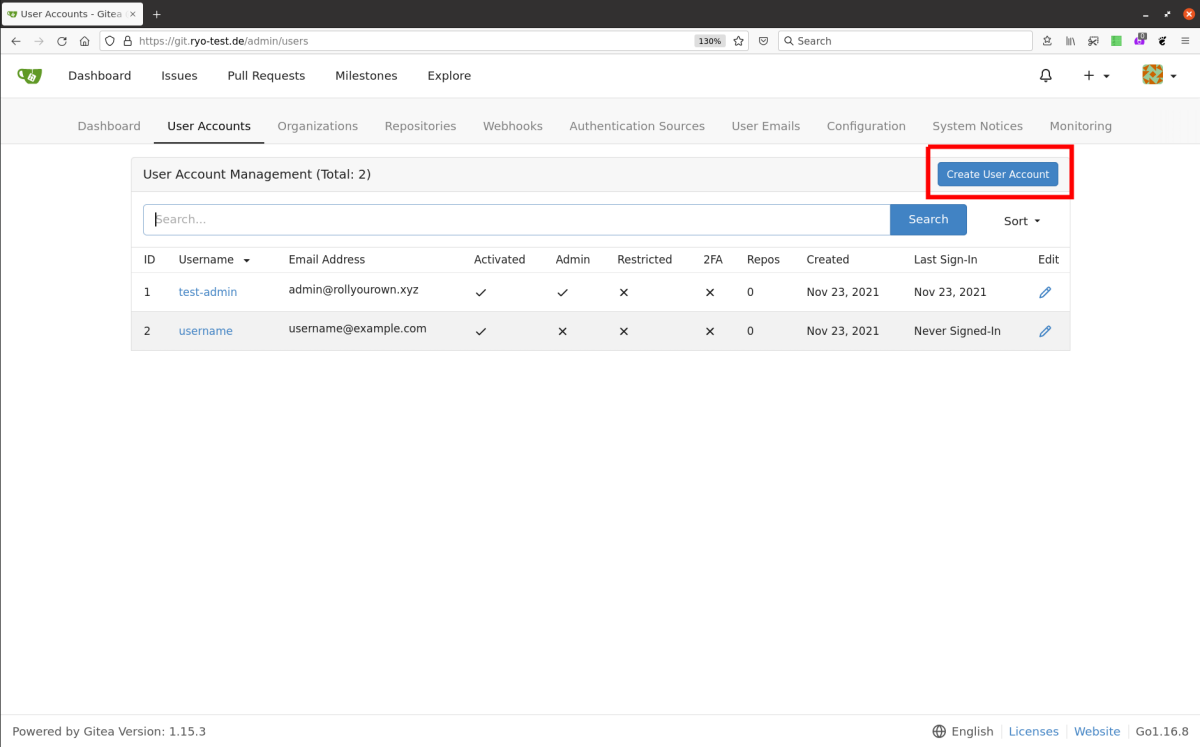 User Accounts - Gitea
https://git.ryo-test.de/admin/users 130% Search
Dashboard Issues Pull Requests Milestones Explore
Dashboard User Accounts Organizations Repositories Webhooks Authentication Sources User Emails Configuration System Notices Monitoring
User Account Management (Total: 2) Create User Account
Search... Search Sort
ID Username Email Address Activated Admin Restricted 2FA Repos Created Last Sign-In Edit
1 test-admin admin@rollyourown.xyz 0 Nov 23, 2021 Nov 23, 2021
2 username username@example.com 0 Nov 23, 2021 Never Signed-In
Powered by Gitea Version: 1.15.3 English Licenses Website Go1.16.8